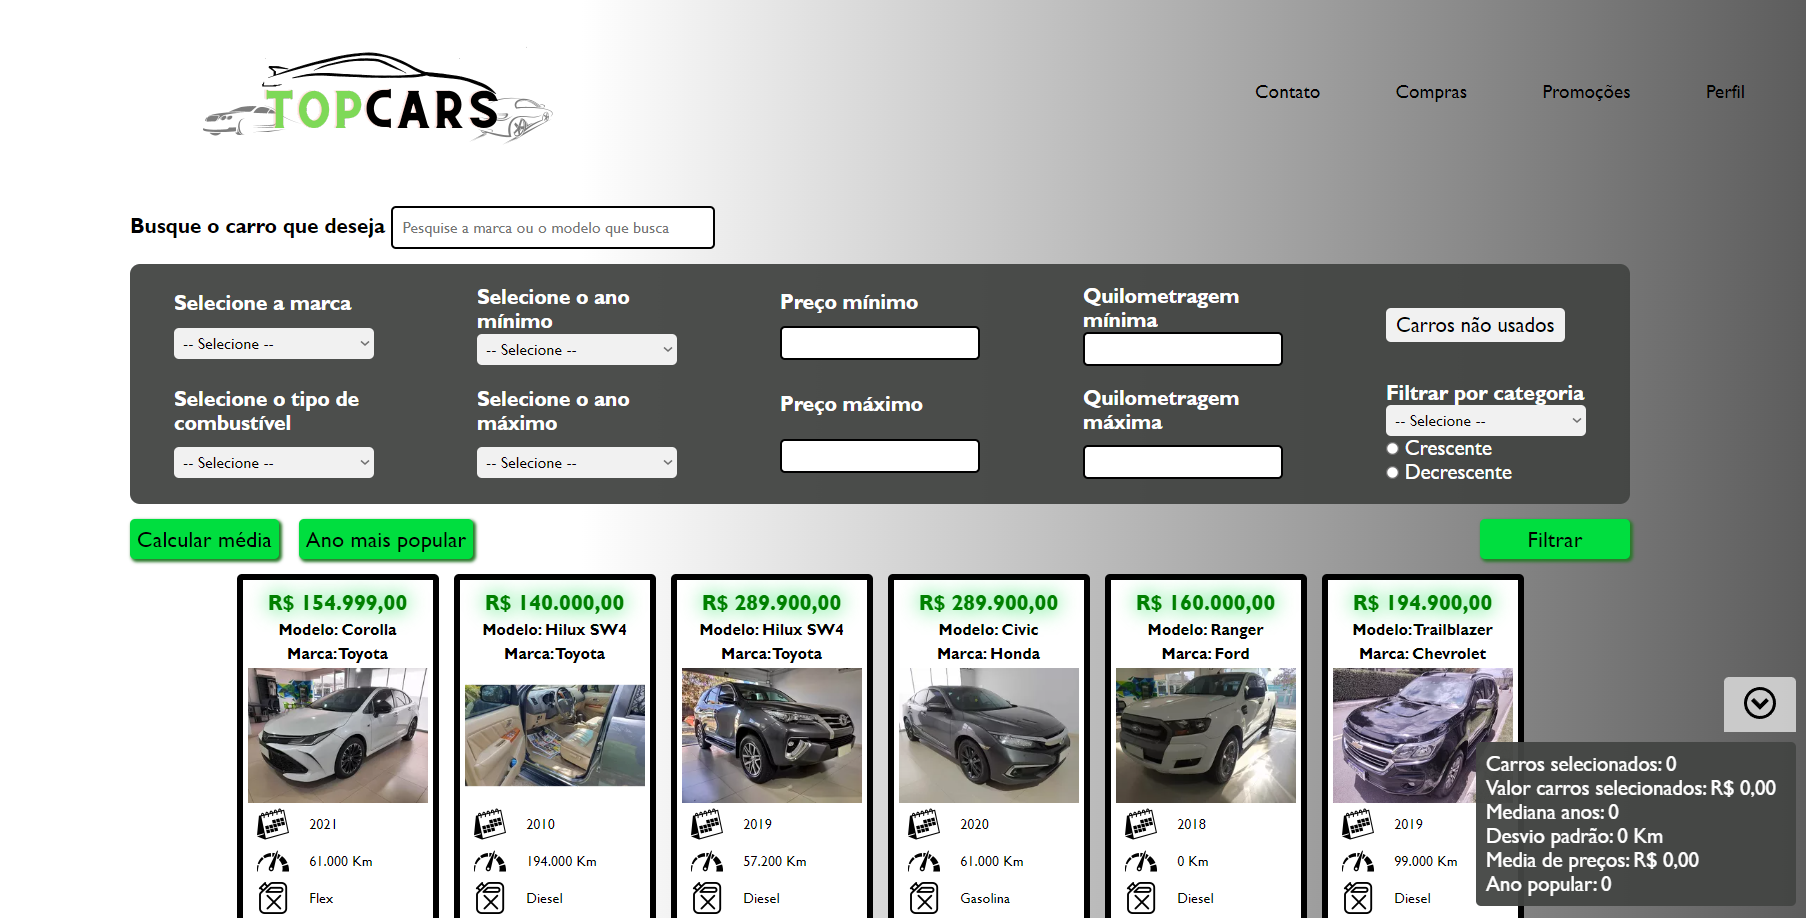 TOPCARS
Contato
Compras
Promoções
Perfil
Busque o carro que deseja
Pesquise a marca ou o modelo que busca
Selecione a marca
-- Selecione --
Selecione o ano
mínimo
-- Selecione --
Preço mínimo
Quilometragem
mínima
Carros não usados
Selecione o tipo de
combustível
-- Selecione --
Selecione o ano
máximo
-- Selecione --
Preço máximo
Quilometragem
máxima
Filtrar por categoria
-- Selecione --
Crescente
Decrescente
Calcular média
Ano mais popular
Filtrar
R$ 154.999,00
Modelo: Corolla
Marca: Toyota
2021
61.000 Km
Flex
R$ 140.000,00
Modelo: Hilux SW4
Marca: Toyota
2010
194.000 Km
Diesel
R$ 289.900,00
Modelo: Hilux SW4
Marca: Toyota
2019
57.200 Km
Diesel
R$ 289.900,00
Modelo: Civic
Marca: Honda
2020
61.000 Km
Gasolina
R$ 160.000,00
Modelo: Ranger
Marca: Ford
2018
0 Km
Diesel
R$ 194.900,00
Modelo: Trailblazer
Marca: Chevrolet
2019
99.000 Km
Diesel
Carros selecionados: 0
Valor carros selecionados: R$ 0,00
Mediana anos: 0
Desvio padrão: 0 Km
Media de preços: R$ 0,00
Ano popular: 0